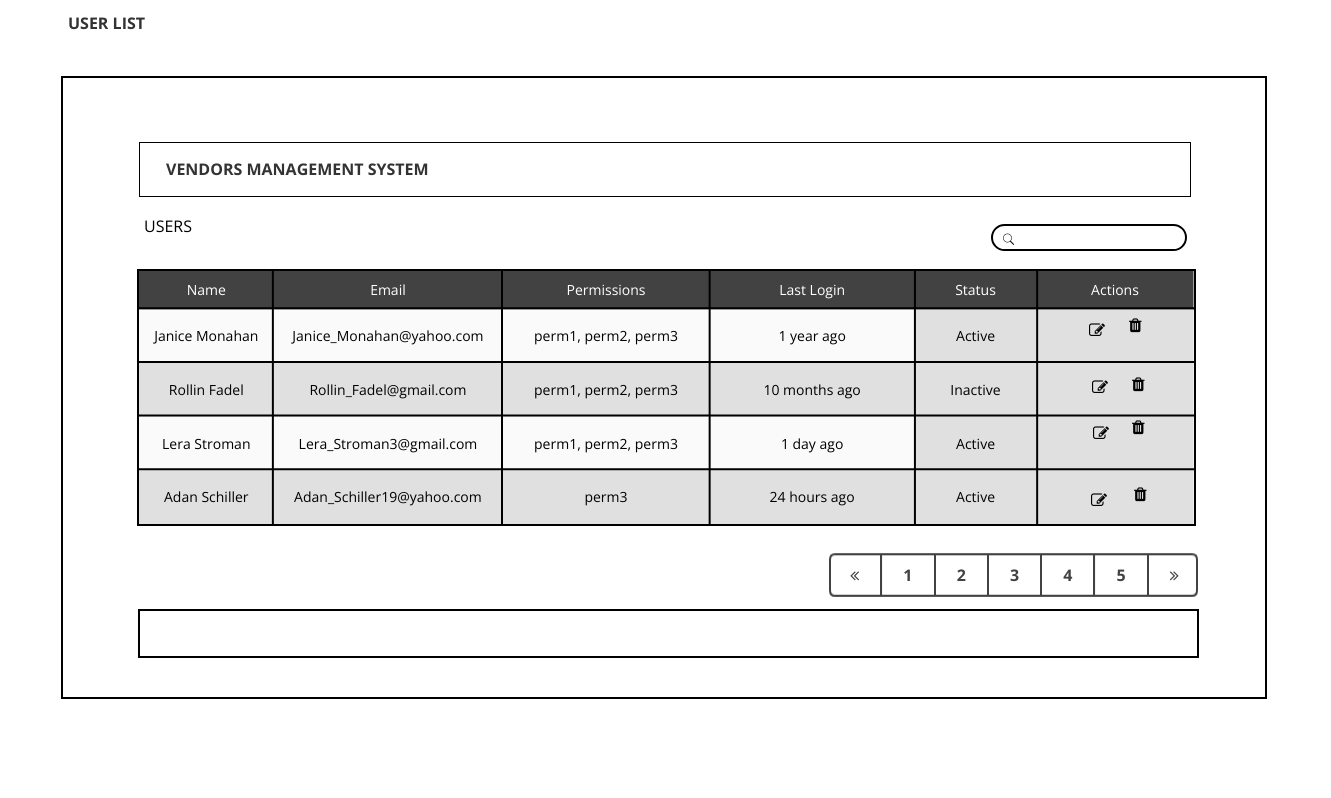 USER LIST
VENDORS MANAGEMENT SYSTEM
USERS
Name Email Permissions Last Login Status Actions
Janice Monahan Janice_Monahan@yahoo.com perm1, perm2, perm3 1 year ago Active
Rollin Fadel Rollin_Fadel@gmail.com perm1, perm2, perm3 10 months ago Inactive
Lera Stroman Lera_Stroman3@gmail.com perm1, perm2, perm3 1 day ago Active
Adan Schiller Adan_Schiller19@yahoo.com perm3 24 hours ago Active
« 1 2 3 4 5 »